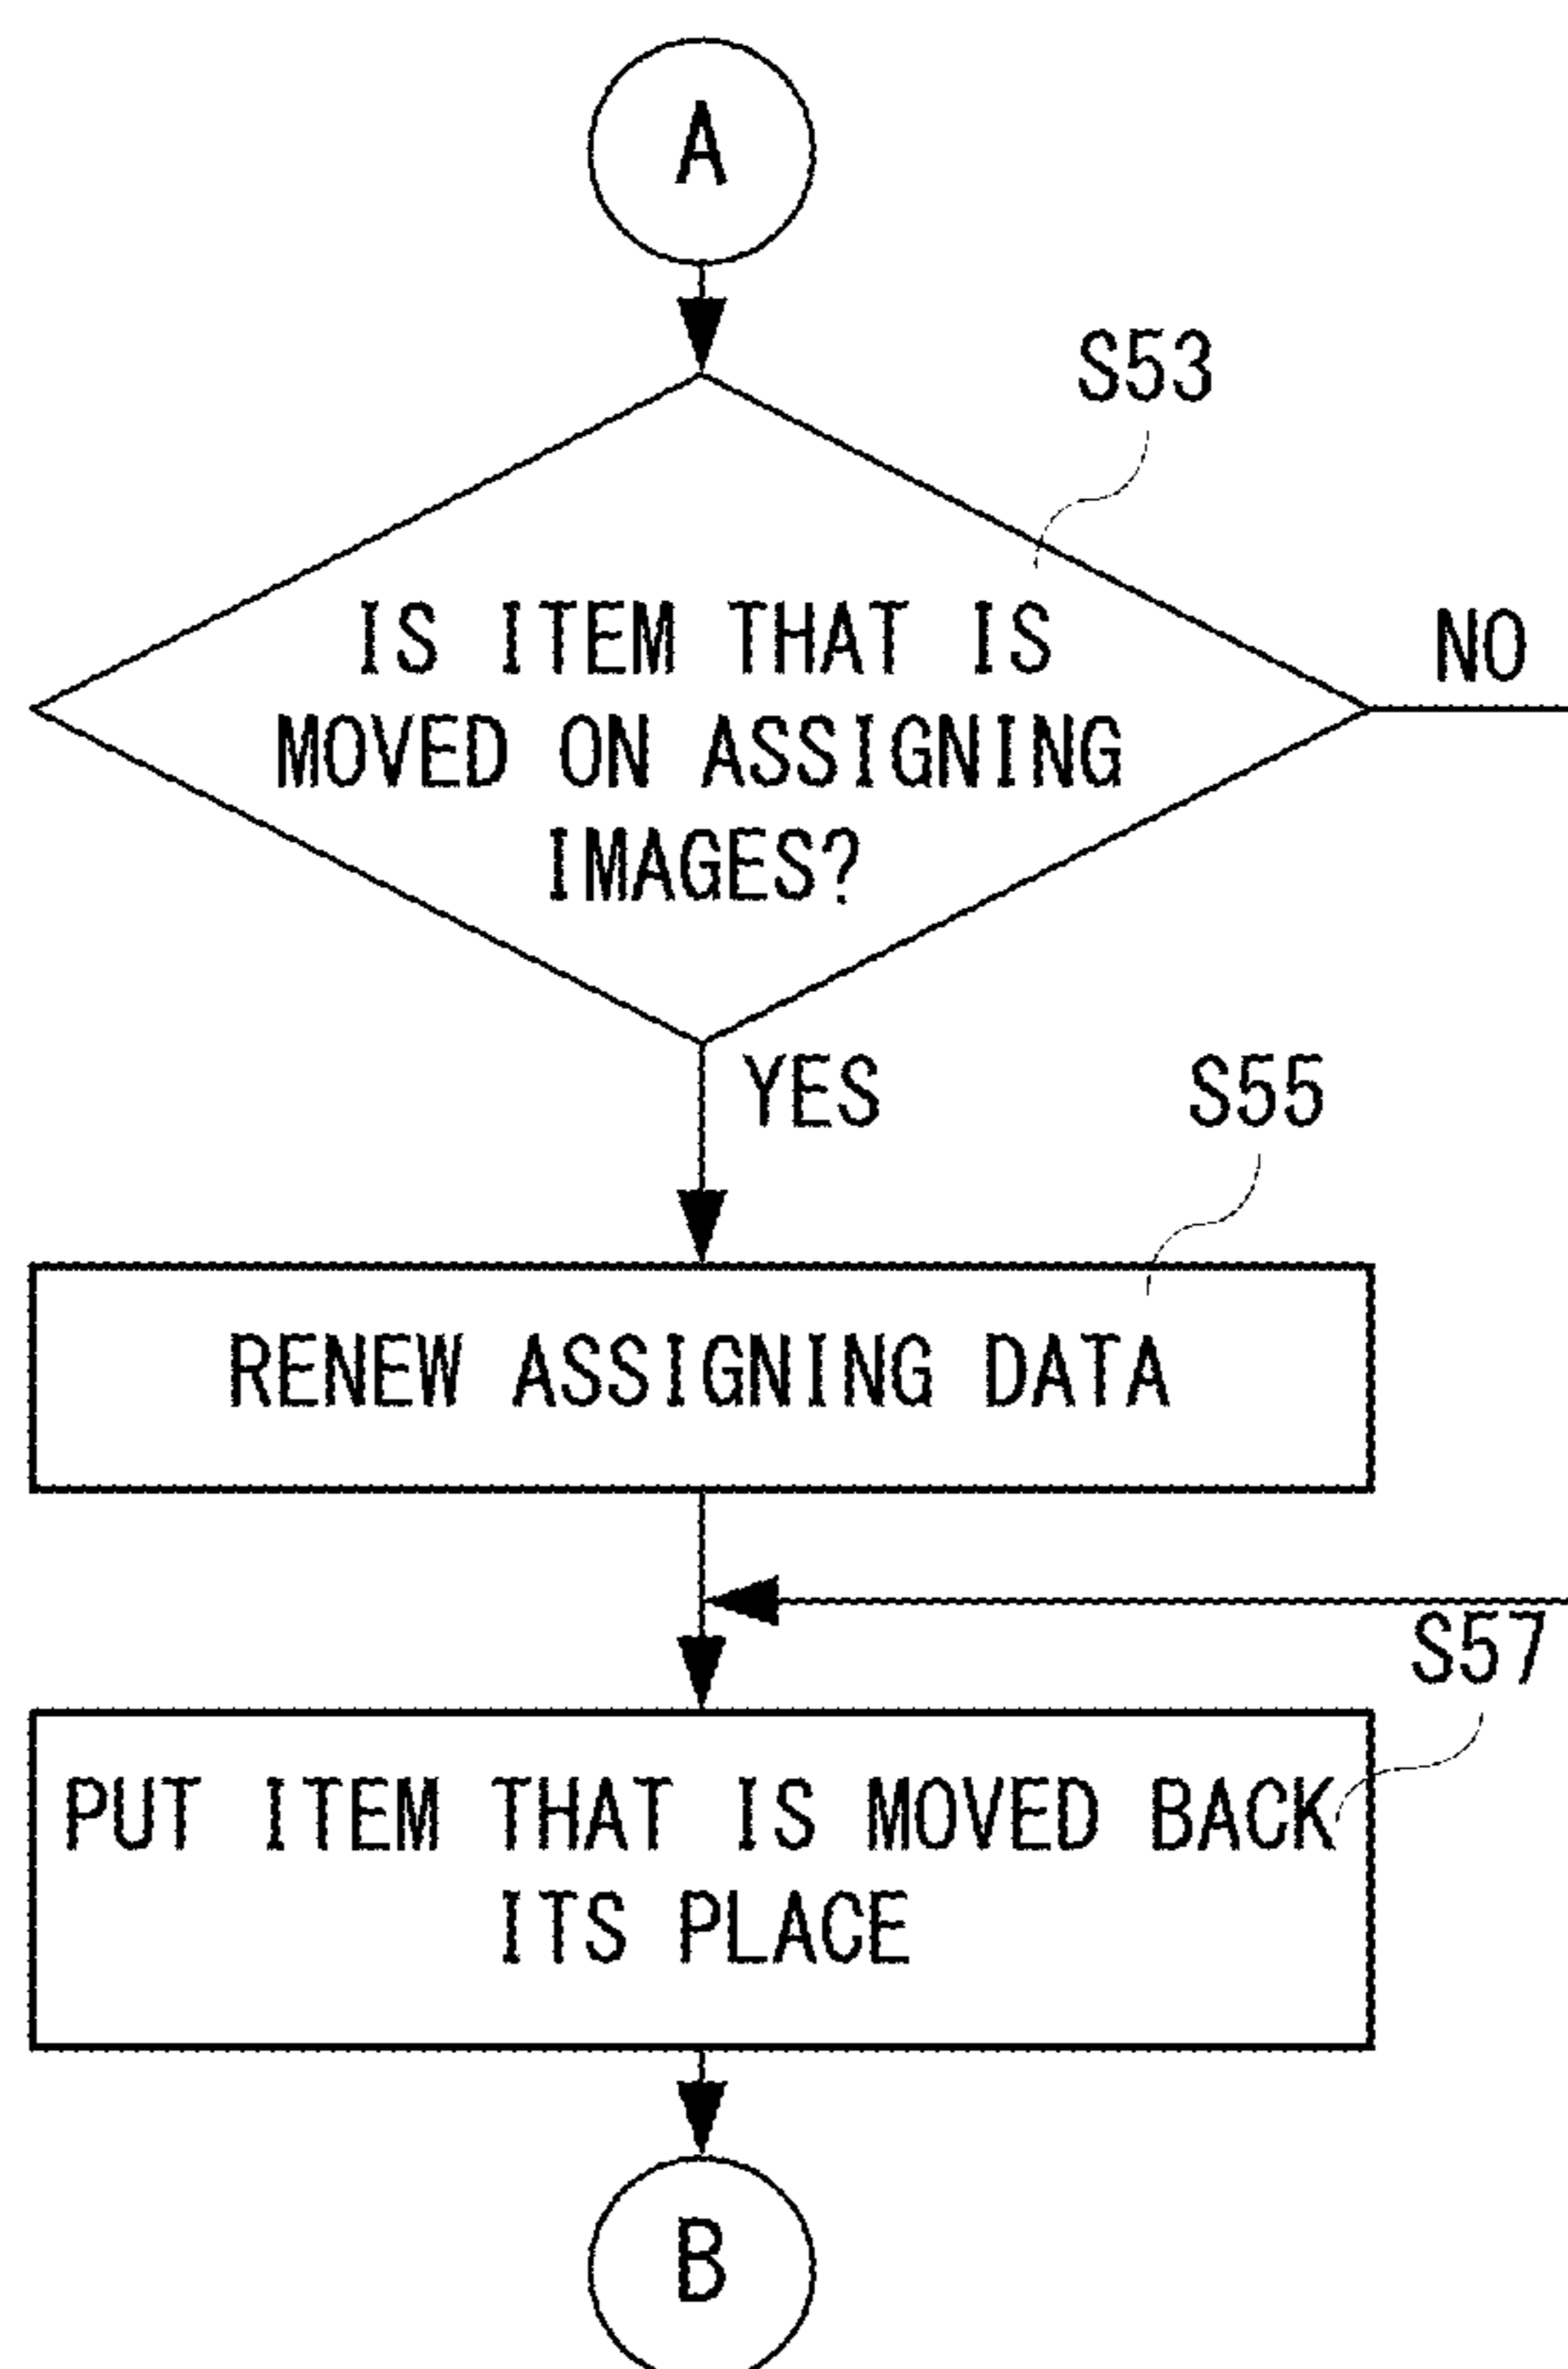 A
S53
IS ITEM THAT IS
MOVED ON ASSIGNING
IMAGES?
NO
YES
S55
RENEW ASSIGNING DATA
S57
PUT ITEM THAT IS MOVED BACK
ITS PLACE
B